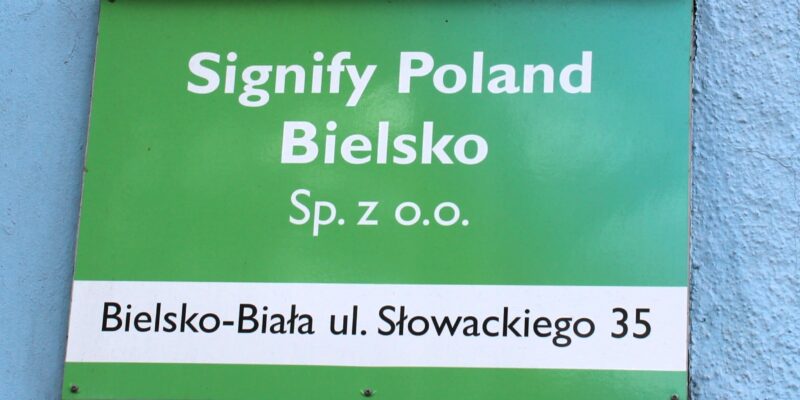 Signify Poland
Bielsko
Sp. z o.o.
Bielsko-Biała ul. Słowackiego 35